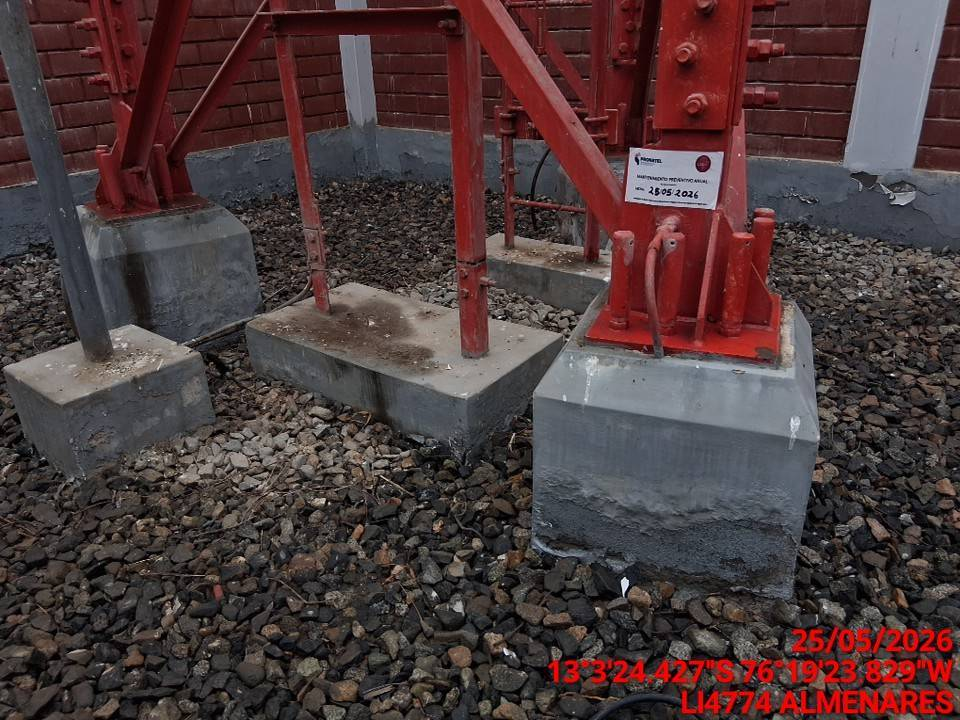 PRONATEL
MANTENIMIENTO PREVENTIVO ANUAL
25/05/2026
25/05/2026
13°3'24.427"S 76°19'23.829"W
LI4774 ALMENARES